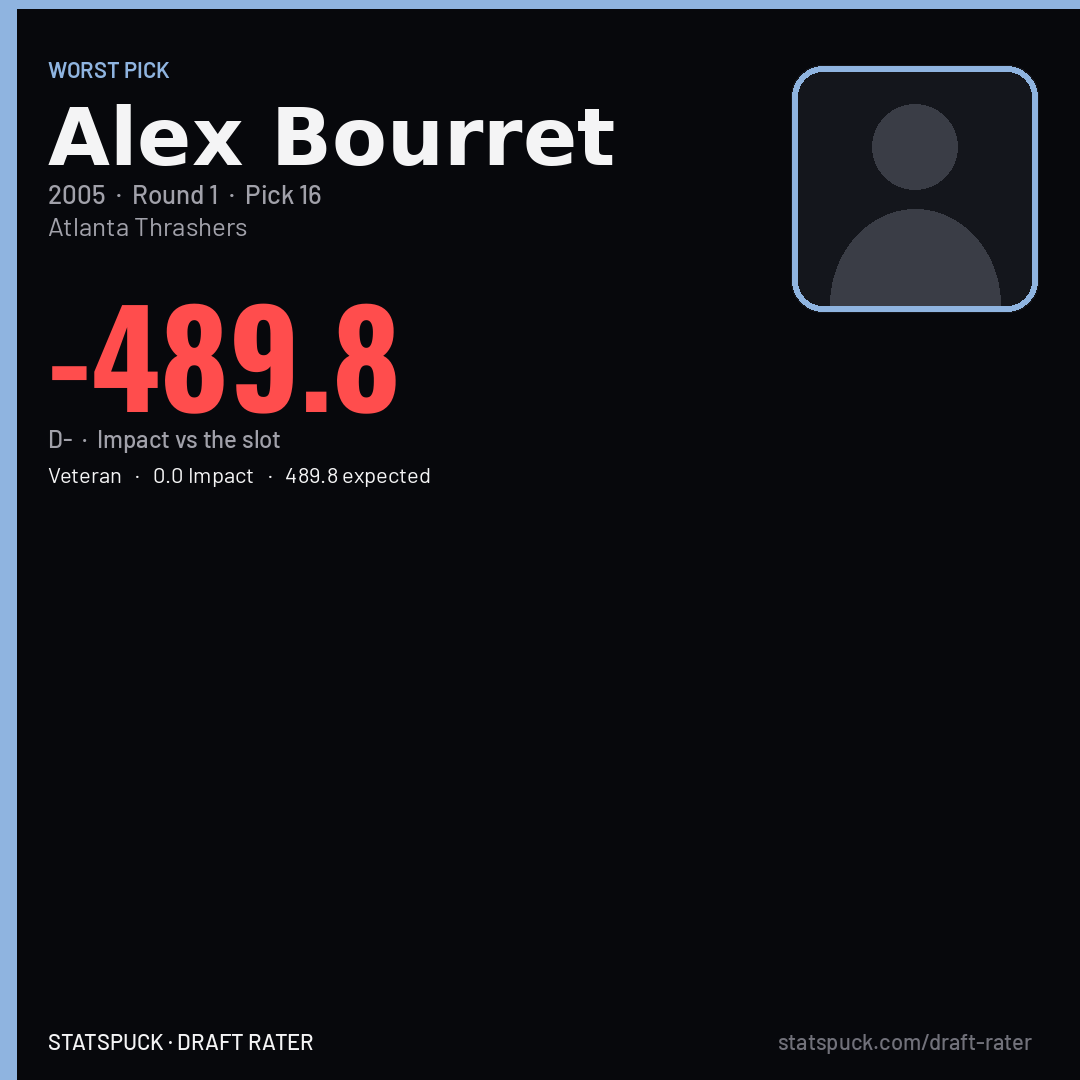 WORST PICK
Alex Bourret
2005 · Round 1 · Pick 16
Atlanta Thrashers
-489.8
D- · Impact vs the slot
Veteran · 0.0 Impact · 489.8 expected
STATSPUCK · DRAFT RATER
statspuck.com/draft-rater